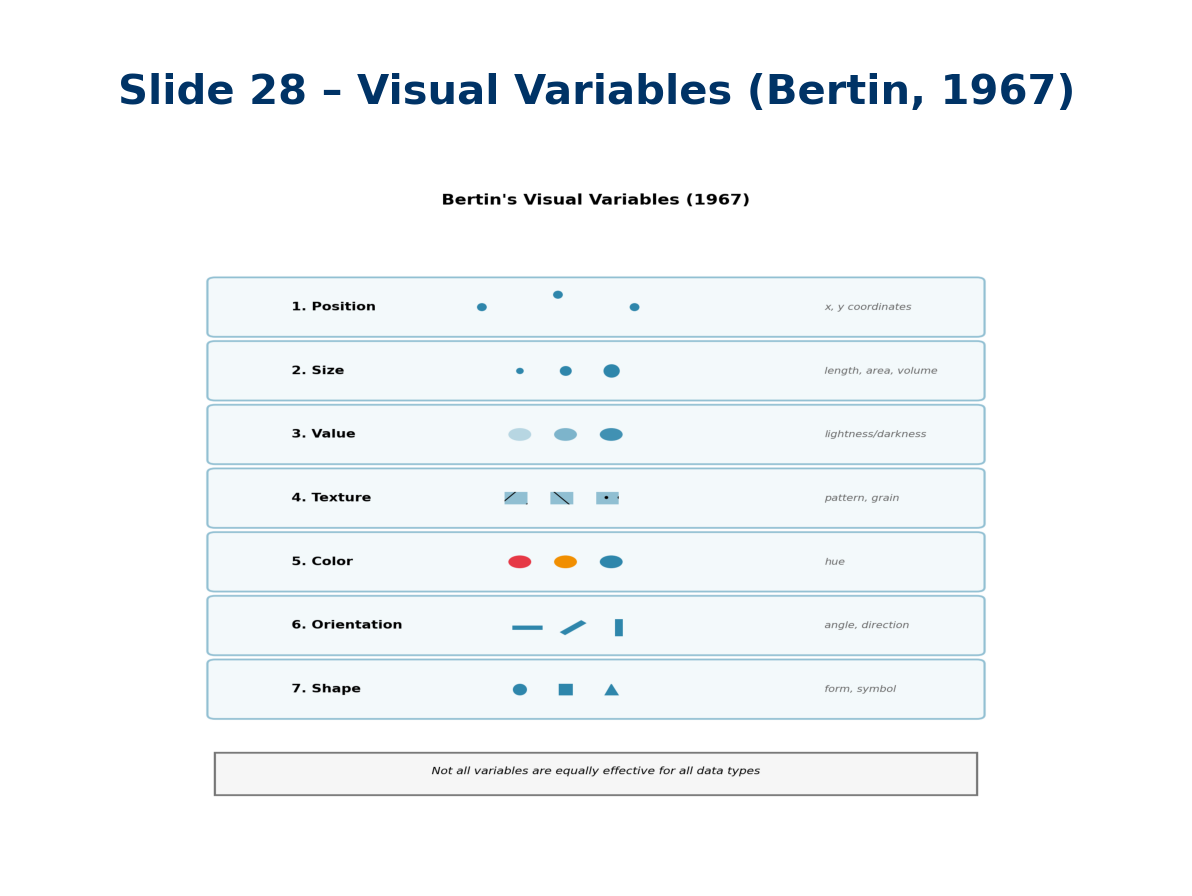 Slide 28 – Visual Variables (Bertin, 1967)
Bertin's Visual Variables (1967)
1. Position x, y coordinates
2. Size length, area, volume
3. Value lightness/darkness
4. Texture pattern, grain
5. Color hue
6. Orientation angle, direction
7. Shape form, symbol
Not all variables are equally effective for all data types